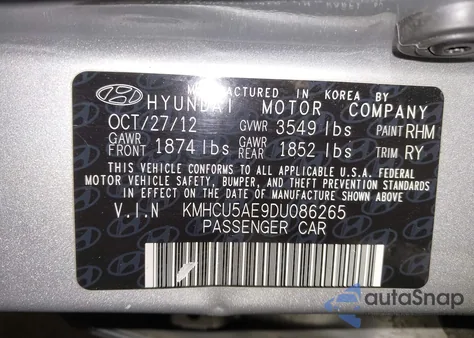 MANUFACTURED IN KOREA BY
HYUNDAI MOTOR COMPANY
OCT/27/12 GVWR 3549 lbs PAINT RHM
GAWR FRONT 1874 lbs GAWR REAR 1852 lbs TRIM RY
THIS VEHICLE CONFORMS TO ALL APPLICABLE U.S.A. FEDERAL
MOTOR VEHICLE SAFETY, BUMPER, AND THEFT PREVENTION STANDARDS
IN EFFECT ON THE DATE OF MANUFACTURE SHOWN ABOVE.
V.I.N KMHCU5AE9DU086265
PASSENGER CAR
autoSnap